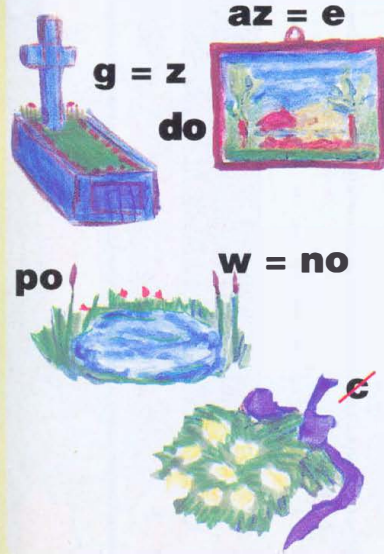 az = e
g = z
do
po
w = no
c